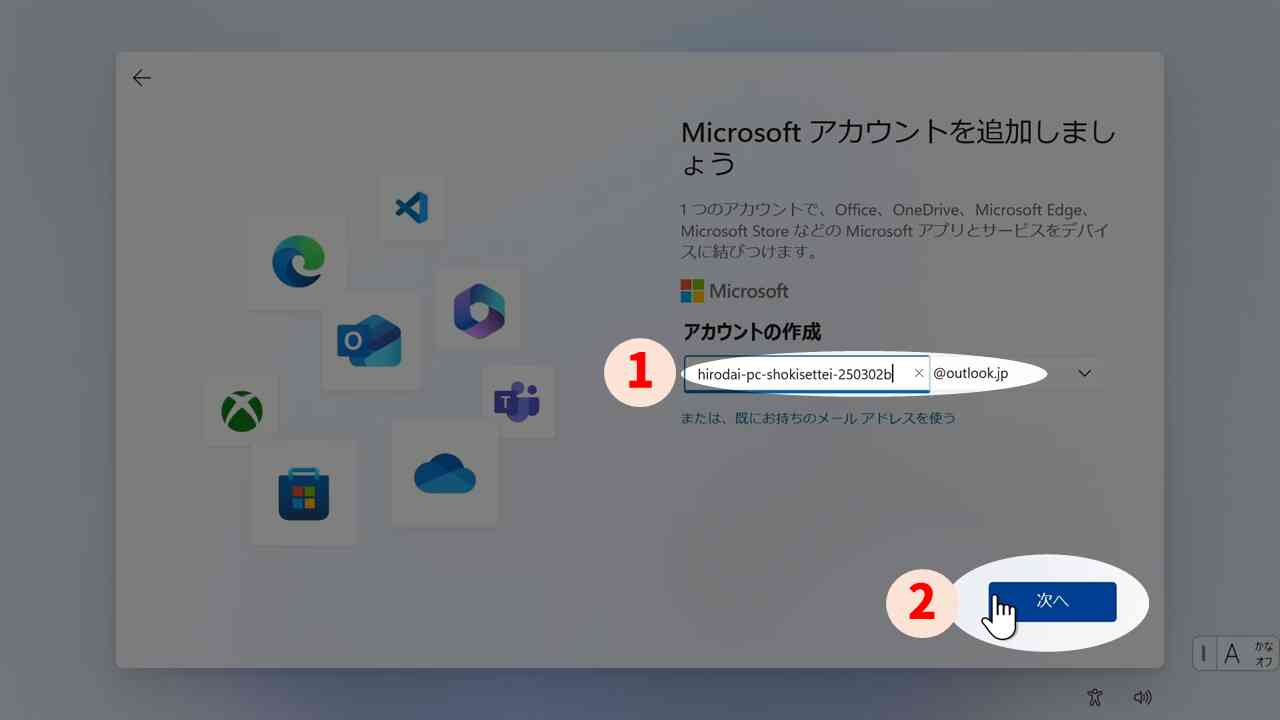 Microsoft アカウントを追加しまし
ょう
1 つのアカウントで、Office、OneDrive、Microsoft Edge、
Microsoft Store などの Microsoft アプリとサービスをデバイ
スに結びつけます。
Microsoft
アカウントの作成
1
hirodai-pc-shokisettei-250302b @outlook.jp
または、既にお持ちのメール アドレスを使う
2
次へ
A かな
オフ